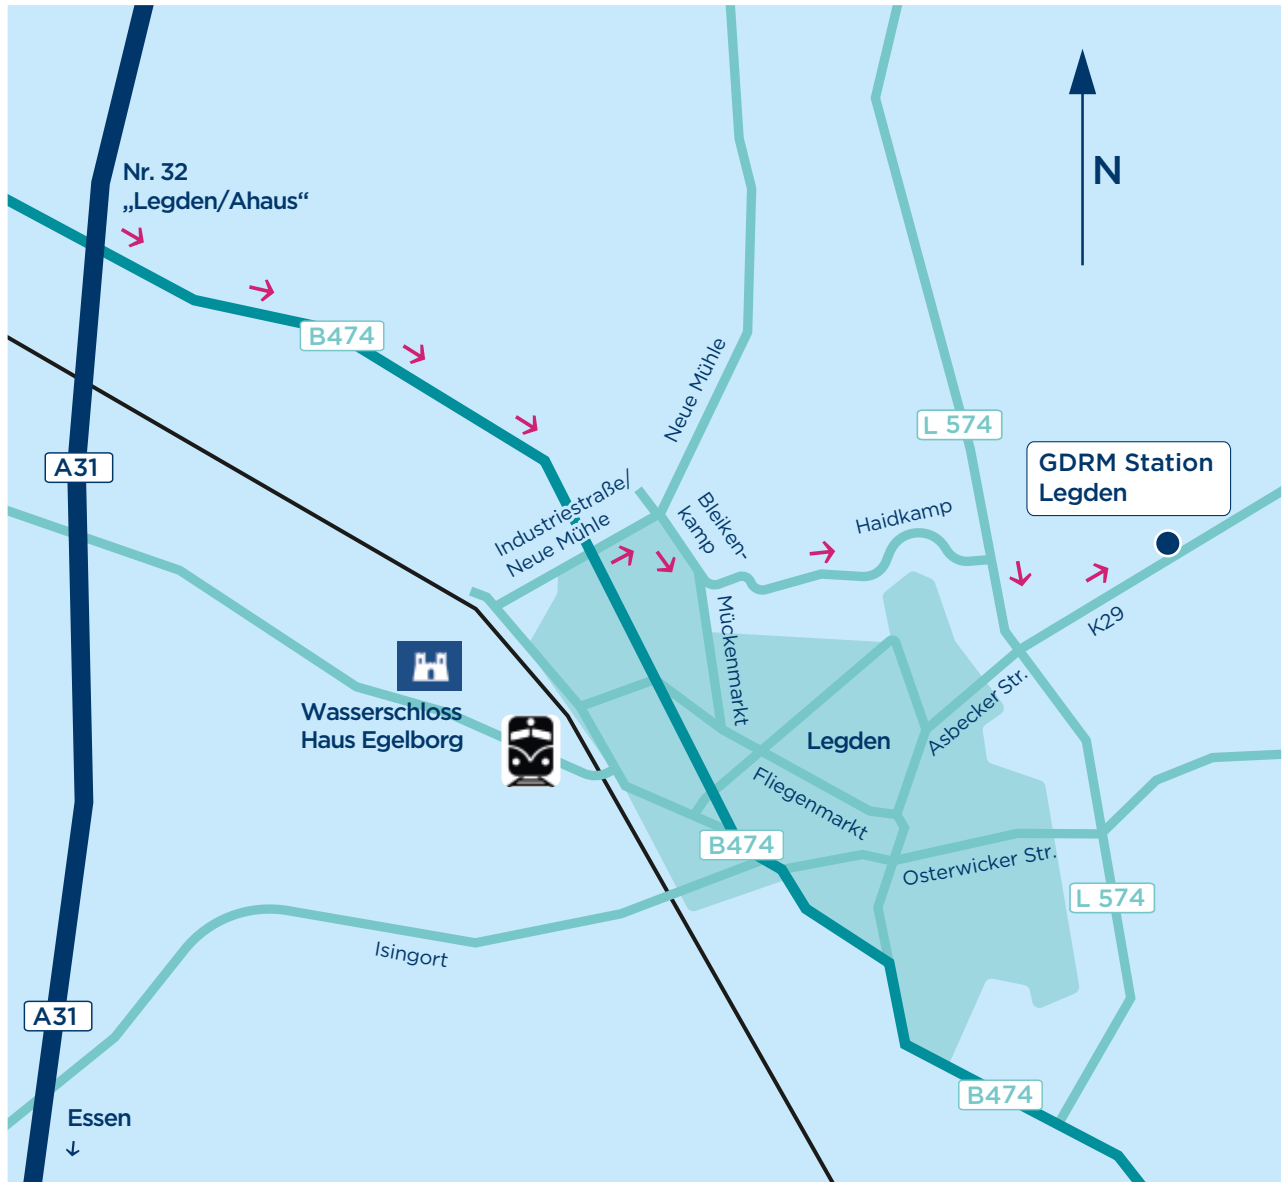 Nr. 32
„Legden/Ahaus“
N
B474
Neue Mühle
L 574
A31
GDRM Station
Legden
Industriestraße/
Neue Mühle
Bleiken-
kamp
Haidkamp
K29
Mückenmarkt
Wasserschloss
Haus Egelborg
Legden
Asbecker Str.
Fliegenmarkt
B474
Osterwicker Str.
L 574
Isingort
A31
B474
Essen